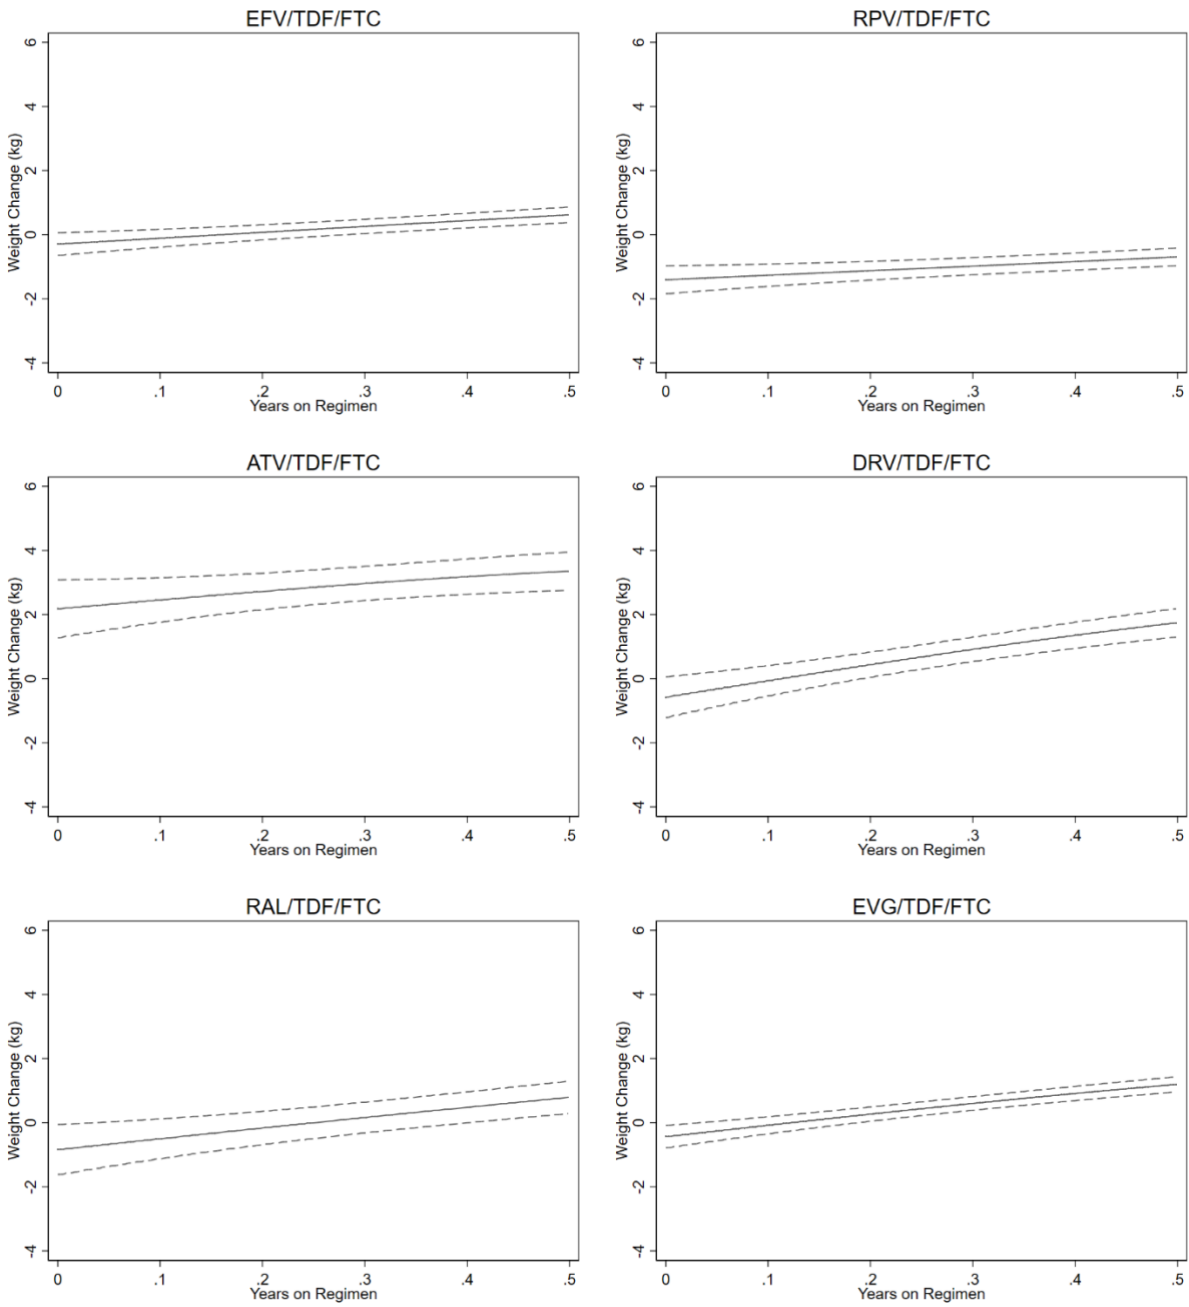 EFV/TDF/FTC
Weight Change (kg)
6
4
2
0
-2
-4
0 .1 .2 .3 .4 .5
Years on Regimen
RPV/TDF/FTC
Weight Change (kg)
6
4
2
0
-2
-4
0 .1 .2 .3 .4 .5
Years on Regimen
ATV/TDF/FTC
Weight Change (kg)
6
4
2
0
-2
-4
0 .1 .2 .3 .4 .5
Years on Regimen
DRV/TDF/FTC
Weight Change (kg)
6
4
2
0
-2
-4
0 .1 .2 .3 .4 .5
Years on Regimen
RAL/TDF/FTC
Weight Change (kg)
6
4
2
0
-2
-4
0 .1 .2 .3 .4 .5
Years on Regimen
EVG/TDF/FTC
Weight Change (kg)
6
4
2
0
-2
-4
0 .1 .2 .3 .4 .5
Years on Regimen